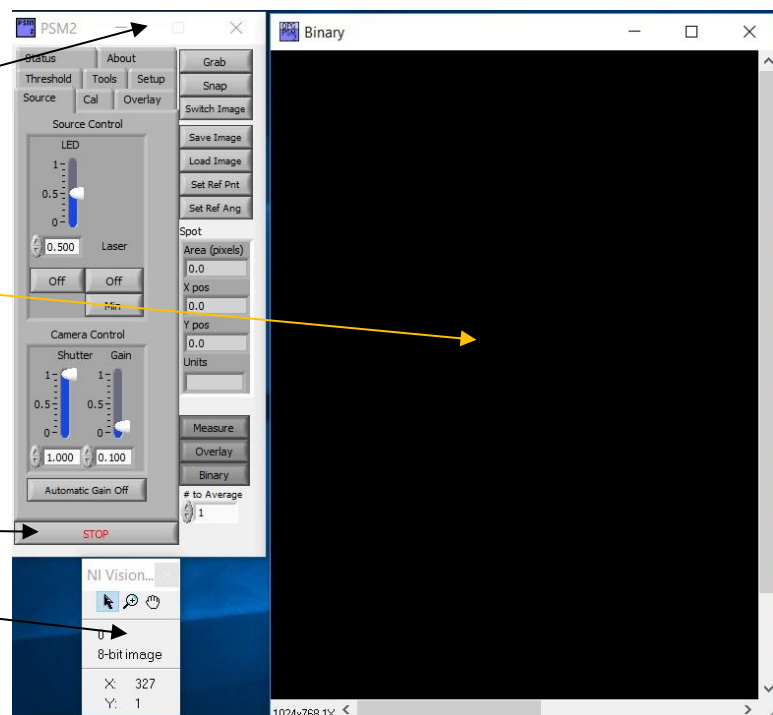 PSM2
Status About
Threshold Tools Setup
Source Cal Overlay
Source Control
LED
1
0.5
0
0.500 Laser
Off Off
Min
Camera Control
Shutter Gain
1 1
0.5 0.5
0 0
1.000 0.100
Automatic Gain Off
STOP
Grab
Snap
Switch Image
Save Image
Load Image
Set Ref Pnt
Set Ref Ang
Spot
Area (pixels)
0.0
X pos
0.0
Y pos
0.0
Units
Measure
Overlay
Binary
# to Average
1
NI Vision...
0
8-bit image
X: 327
Y: 1
Binary
1024x768 1X